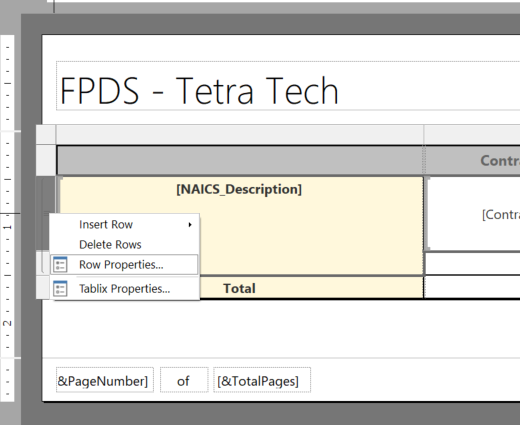 FPDS - Tetra Tech
Contra
[NAICS_Description]
[Contra
Insert Row
Delete Rows
Row Properties...
Tablix Properties...
Total
&PageNumber]
of
[&TotalPages]
1
2